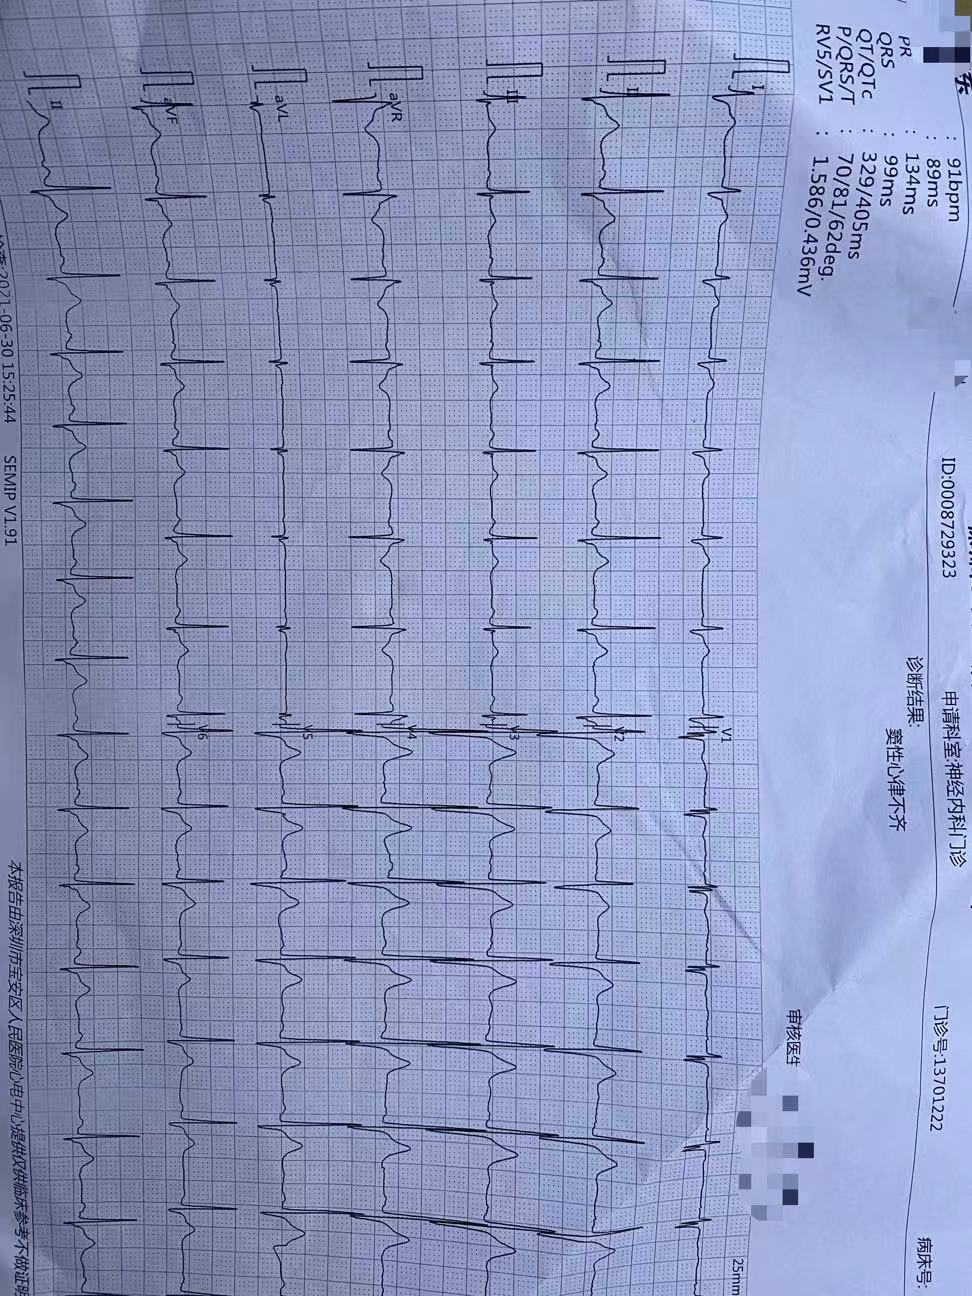 ID:0008729323 申请科室:神经内科门诊 门诊号:13701222 病床号:
: 91bpm
: 89ms
PR : 134ms
QRS : 99ms
QT/QTc : 329/405ms
P/QRS/T : 70/81/62deg.
RV5/SV1 : 1.586/0.436mV
诊断结果:
窦性心律不齐
审核医生
I V1
II V2
III V3
aVR V4
aVL V5
aVF V6
II
25mm
2021-06-30 15:25:44 SEMIP V1.91 本报告由深圳市宝安区人民医院心电中心提供仅供临床参考不做证明